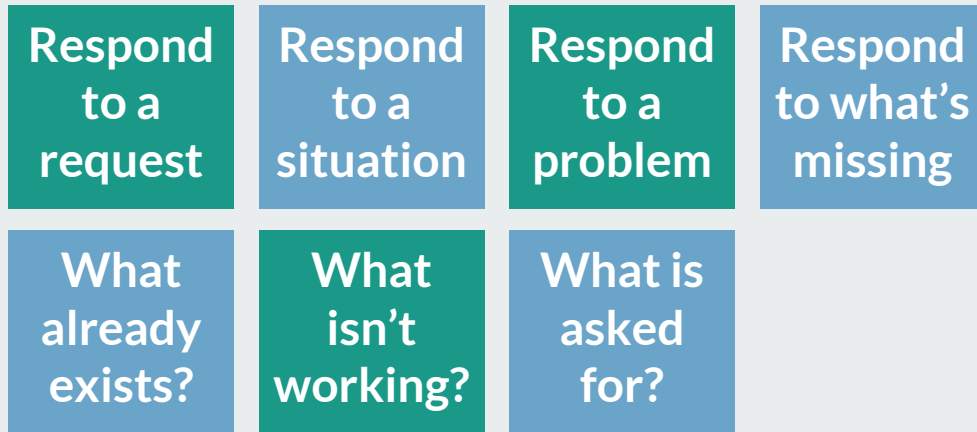 Respond
to a
request
Respond
to a
situation
Respond
to a
problem
Respond
to what’s
missing
What
already
exists?
What
isn’t
working?
What is
asked
for?